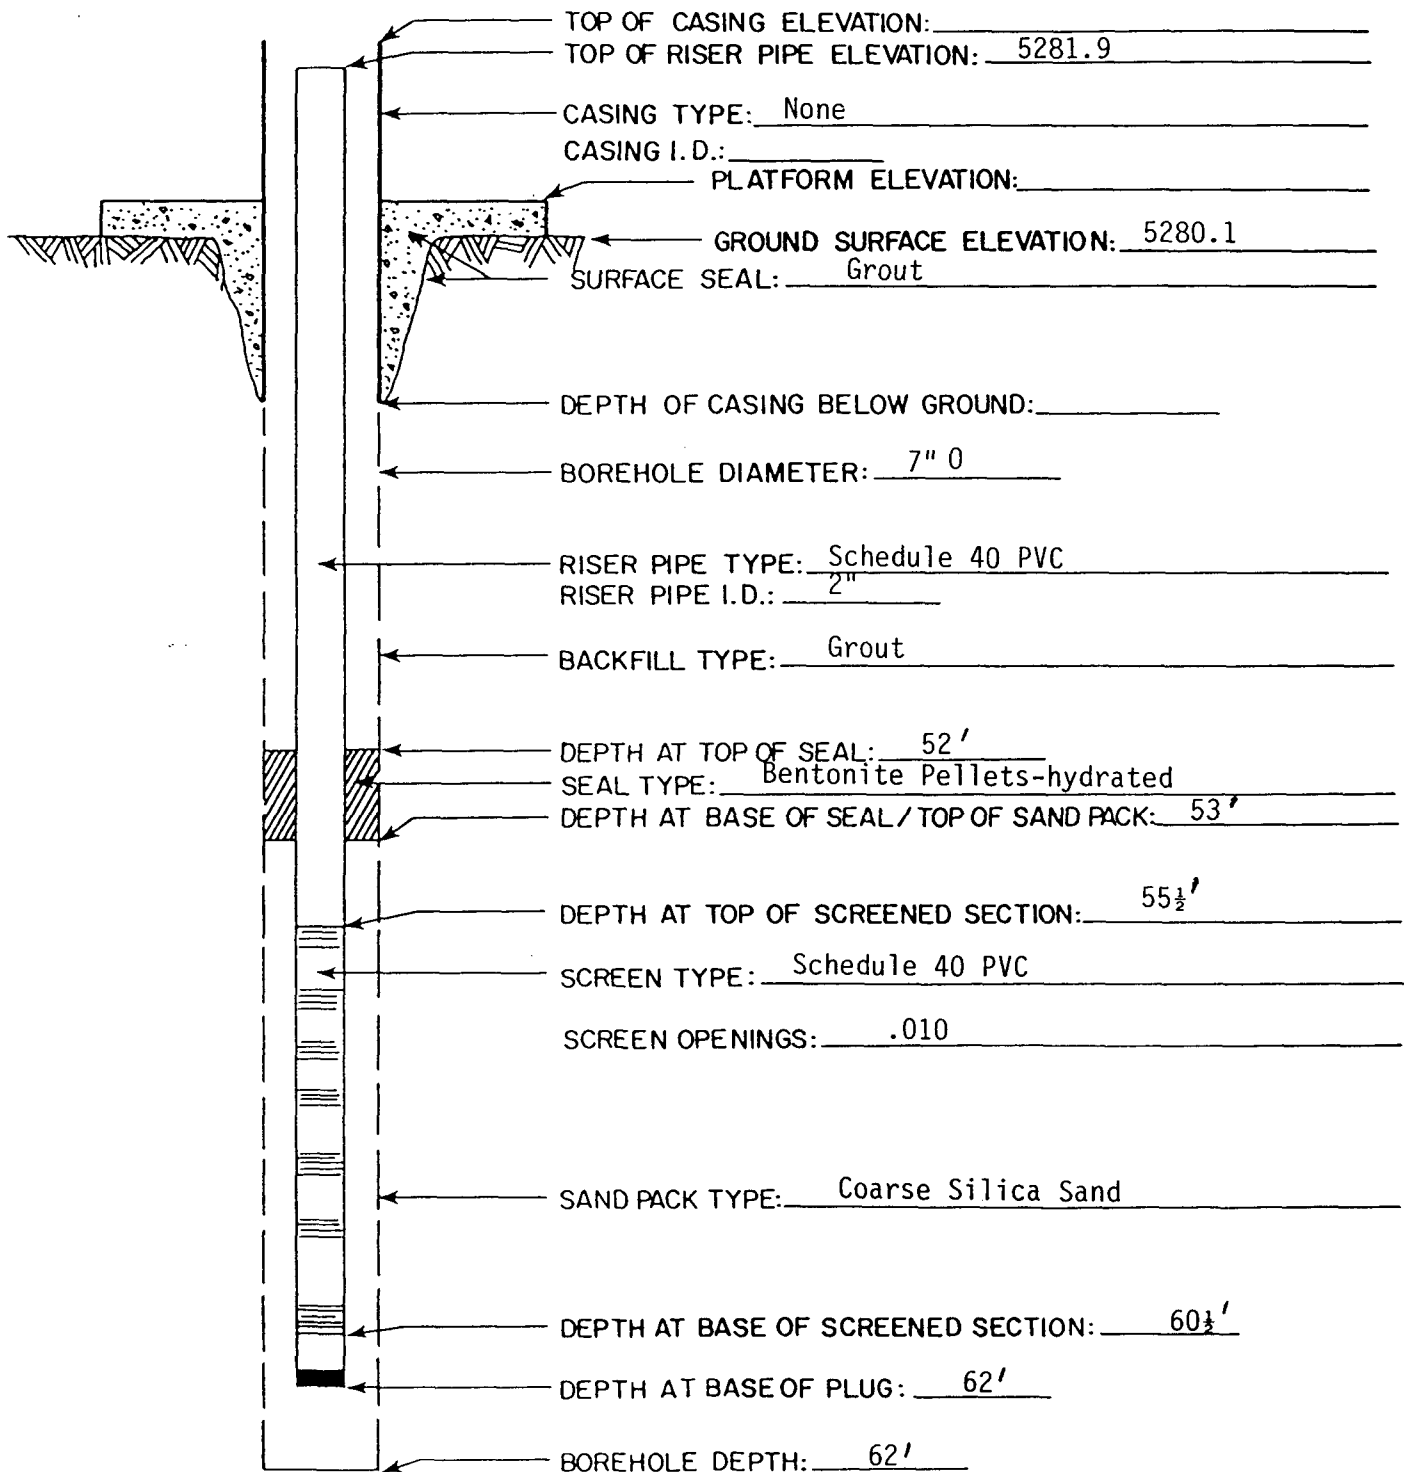 TOP OF CASING ELEVATION:
TOP OF RISER PIPE ELEVATION: 5281.9
CASING TYPE: None
CASING I.D.:
PLATFORM ELEVATION:
GROUND SURFACE ELEVATION: 5280.1
SURFACE SEAL: Grout
DEPTH OF CASING BELOW GROUND:
BOREHOLE DIAMETER: 7" O
RISER PIPE TYPE: Schedule 40 PVC
RISER PIPE I.D.: 2"
BACKFILL TYPE: Grout
DEPTH AT TOP OF SEAL: 52'
SEAL TYPE: Bentonite Pellets-hydrated
DEPTH AT BASE OF SEAL/TOP OF SAND PACK: 53'
DEPTH AT TOP OF SCREENED SECTION: 55½'
SCREEN TYPE: Schedule 40 PVC
SCREEN OPENINGS: .010
SAND PACK TYPE: Coarse Silica Sand
DEPTH AT BASE OF SCREENED SECTION: 60½'
DEPTH AT BASE OF PLUG: 62'
BOREHOLE DEPTH: 62'